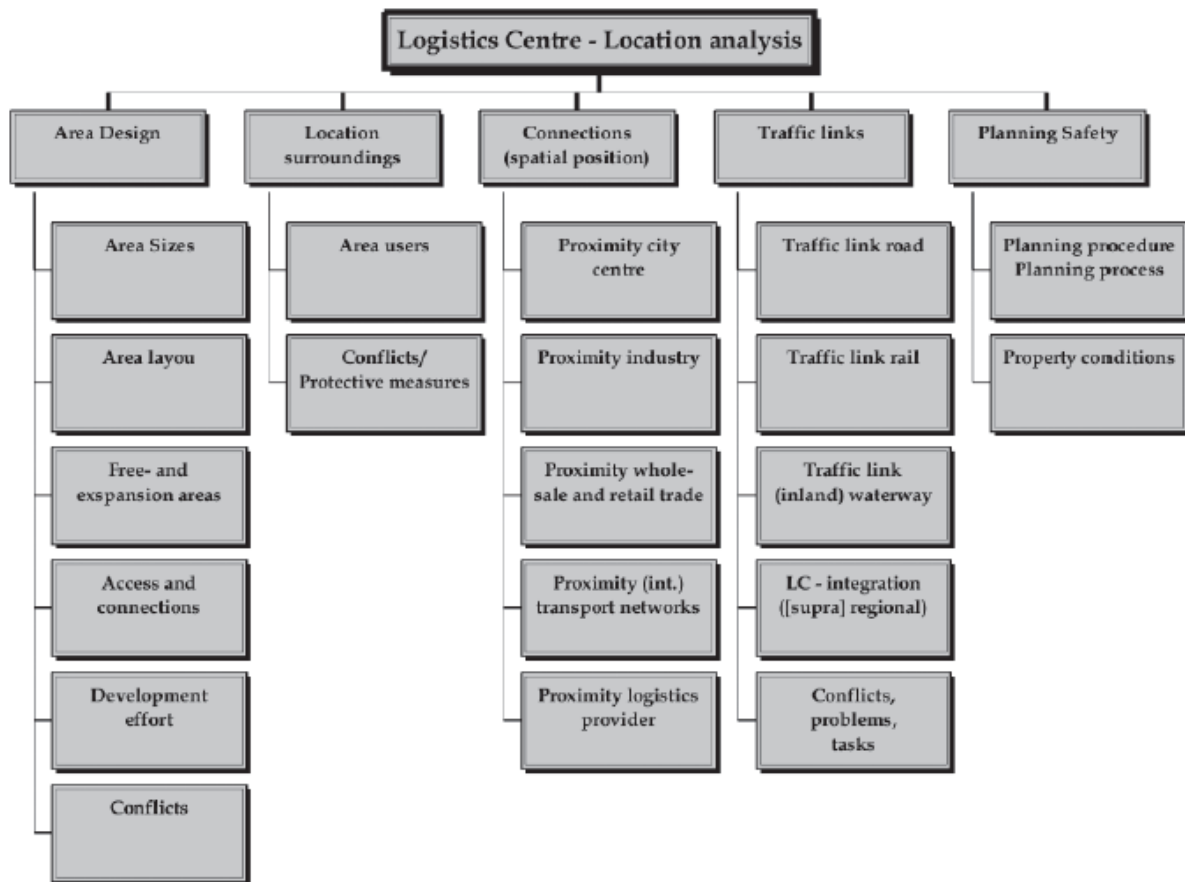 Logistics Centre - Location analysis
Area Design
Location
surroundings
Connections
(spatial position)
Traffic links
Planning Safety
Area Sizes
Area layou
Free- and
exspansion areas
Access and
connections
Development
effort
Conflicts
Area users
Conflicts/
Protective measures
Proximity city
centre
Proximity industry
Proximity whole-
sale and retail trade
Proximity (int.)
transport networks
Proximity logistics
provider
Traffic link road
Traffic link rail
Traffic link
(inland) waterway
LC - integration
([supra] regional)
Conflicts,
problems,
tasks
Planning procedure
Planning process
Property conditions